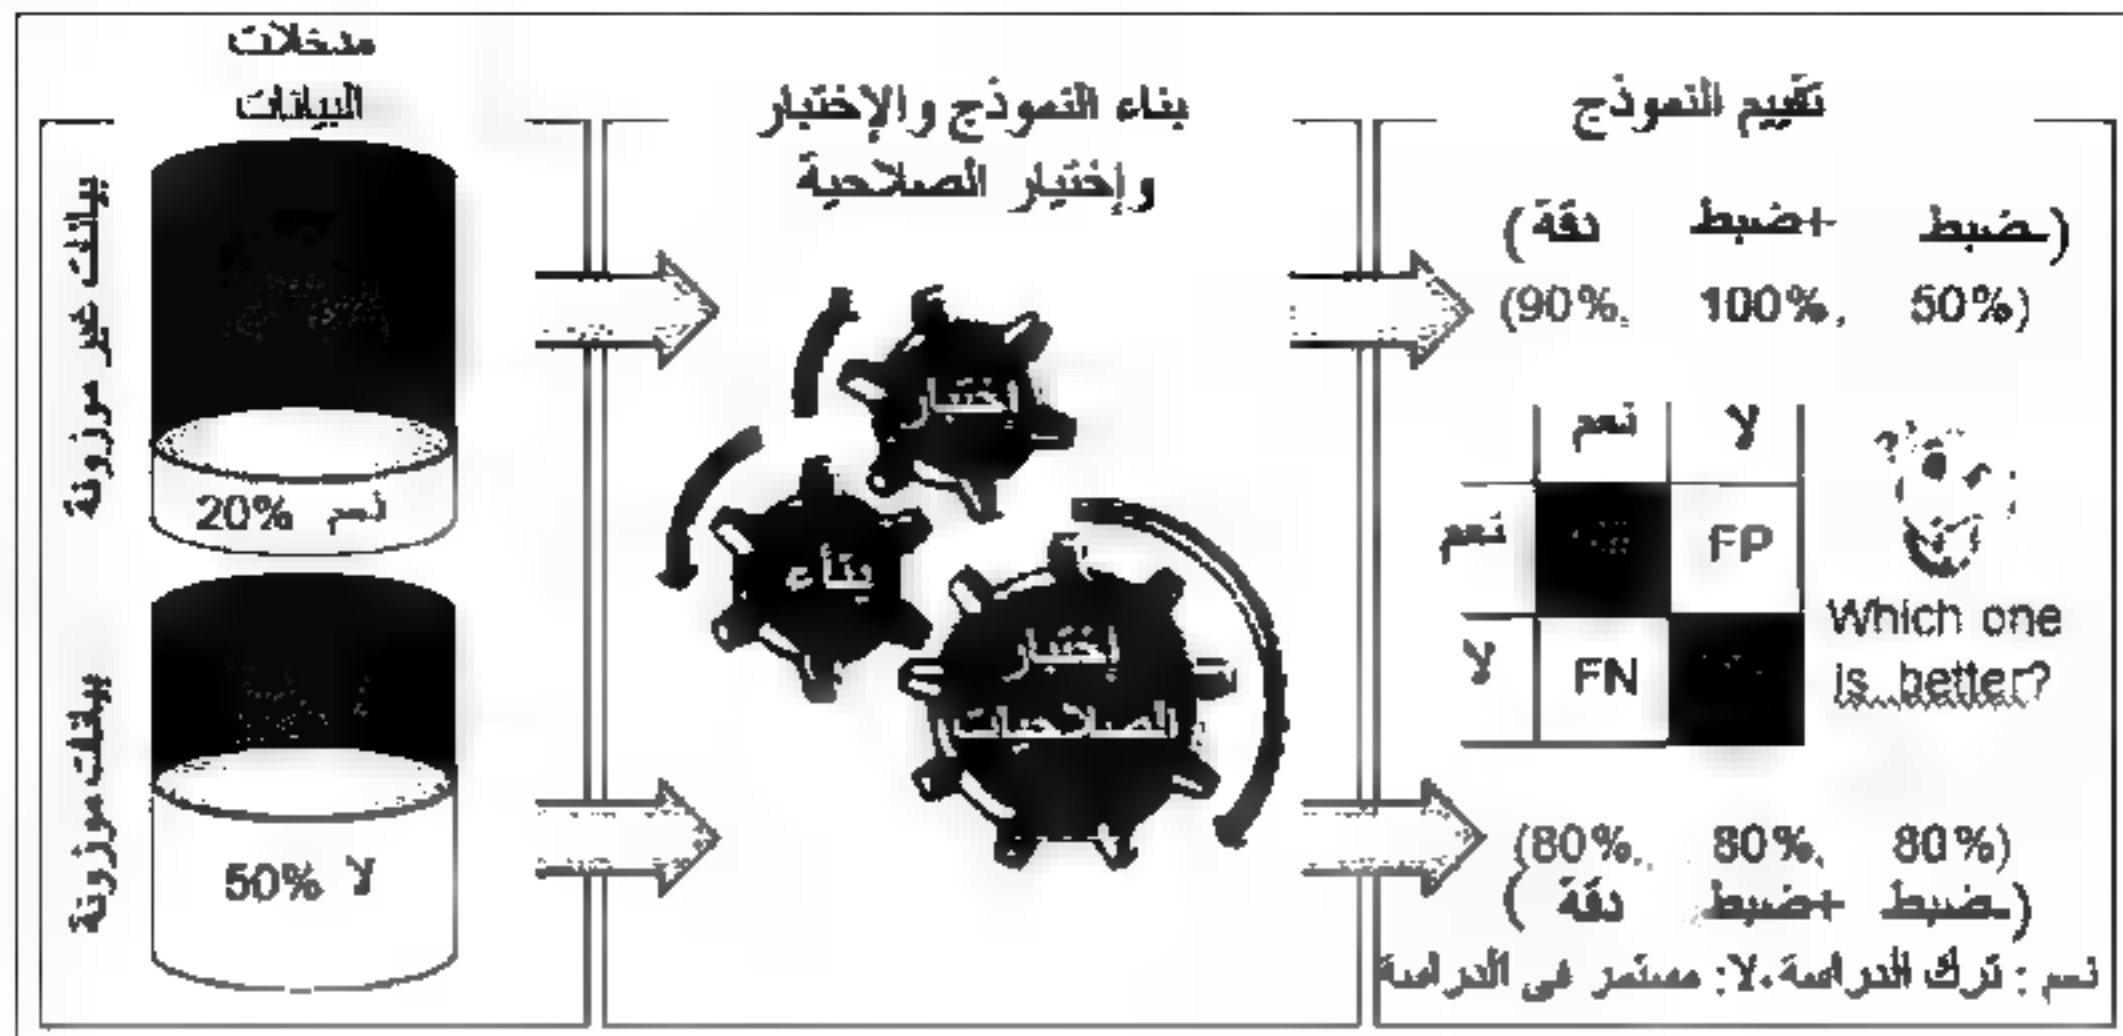 مدخلات
البيانات
بيانات غير موزونة
20% نعم
بيانات موزونة
50% لا
بناء النموذج والإختبار
وإختبار الصلاحية
إختبار
بناء
إختبار
الصلاحيات
تقييم النموذج
(دقة +ضبط -ضبط)
(90%, 100%, 50%)
نعم لا
نعم FP
لا FN
Which one
is better?
(80%, 80%, 80%)
(دقة +ضبط -ضبط)
نعم : ترك الدراسة، لا: مستمر في الدراسة